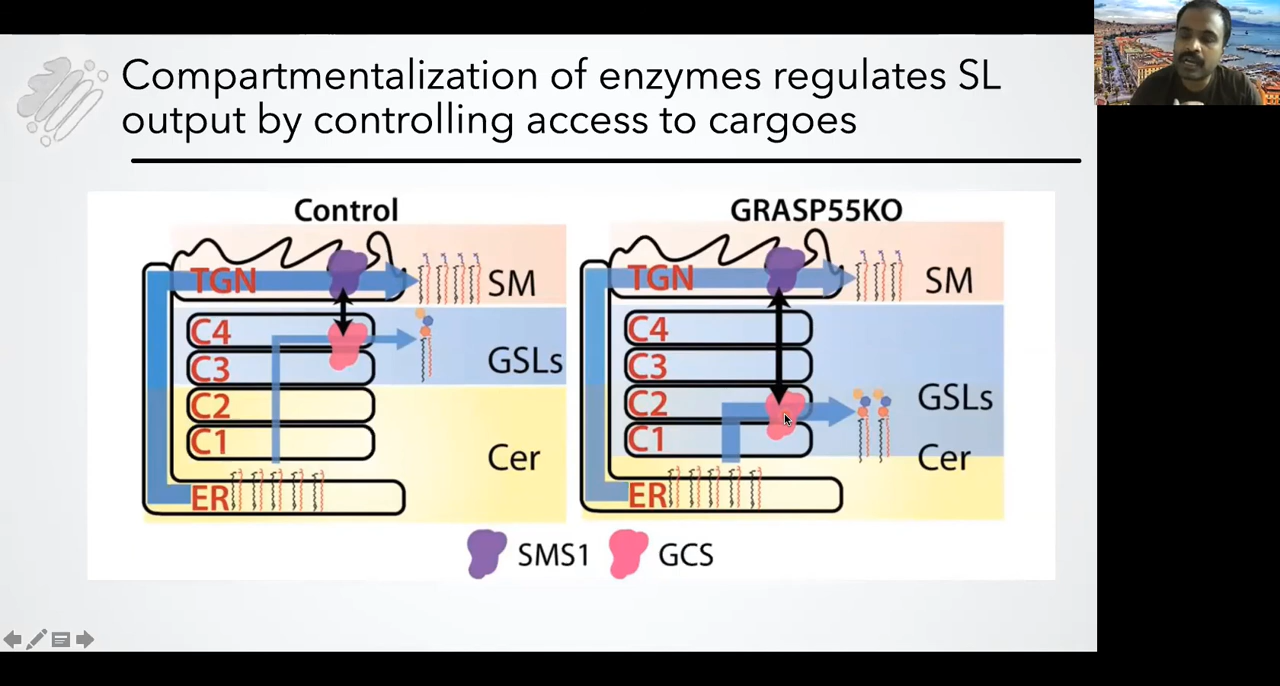 Compartmentalization of enzymes regulates SL
output by controlling access to cargoes
Control
TGN
SM
C4
C3
GSLs
C2
C1
Cer
ER
GRASP55KO
TGN
SM
C4
C3
C2
GSLs
C1
Cer
ER
SMS1
GCS